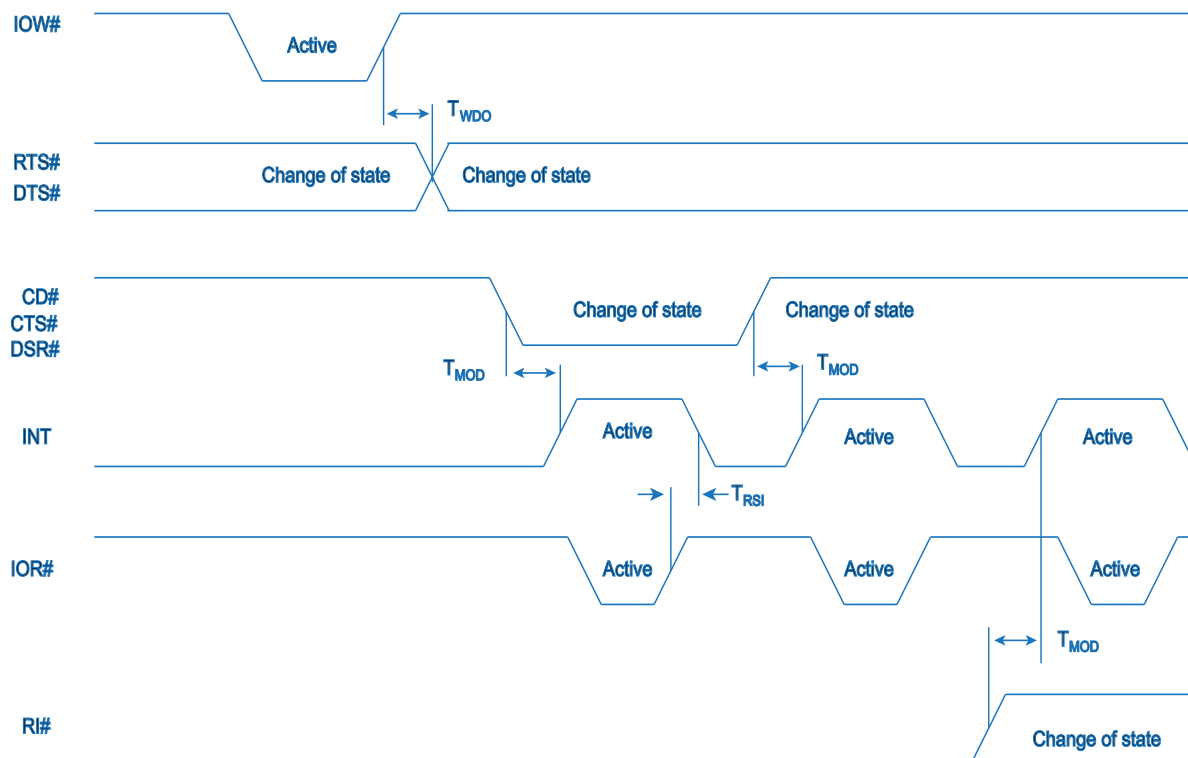 IOW#
Active
TWDO
RTS#
DTS#
Change of state
Change of state
CD#
CTS#
DSR#
Change of state
Change of state
TMOD
TMOD
INT
Active
Active
Active
TRSI
IOR#
Active
Active
Active
TMOD
RI#
Change of state